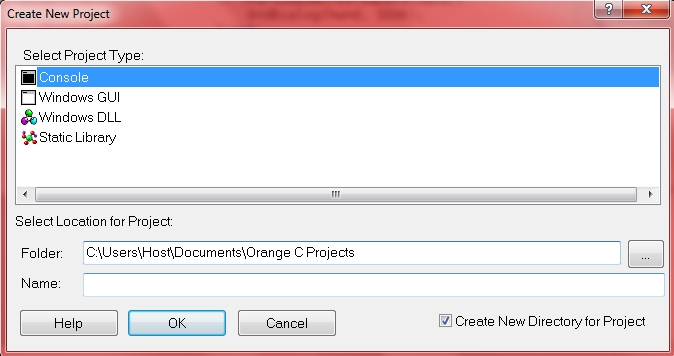 Create New Project
?
Select Project Type:
Console
Windows GUI
Windows DLL
Static Library
Select Location for Project:
Folder:
C:\Users\Host\Documents\Orange C Projects
...
Name:
Help
OK
Cancel
Create New Directory for Project